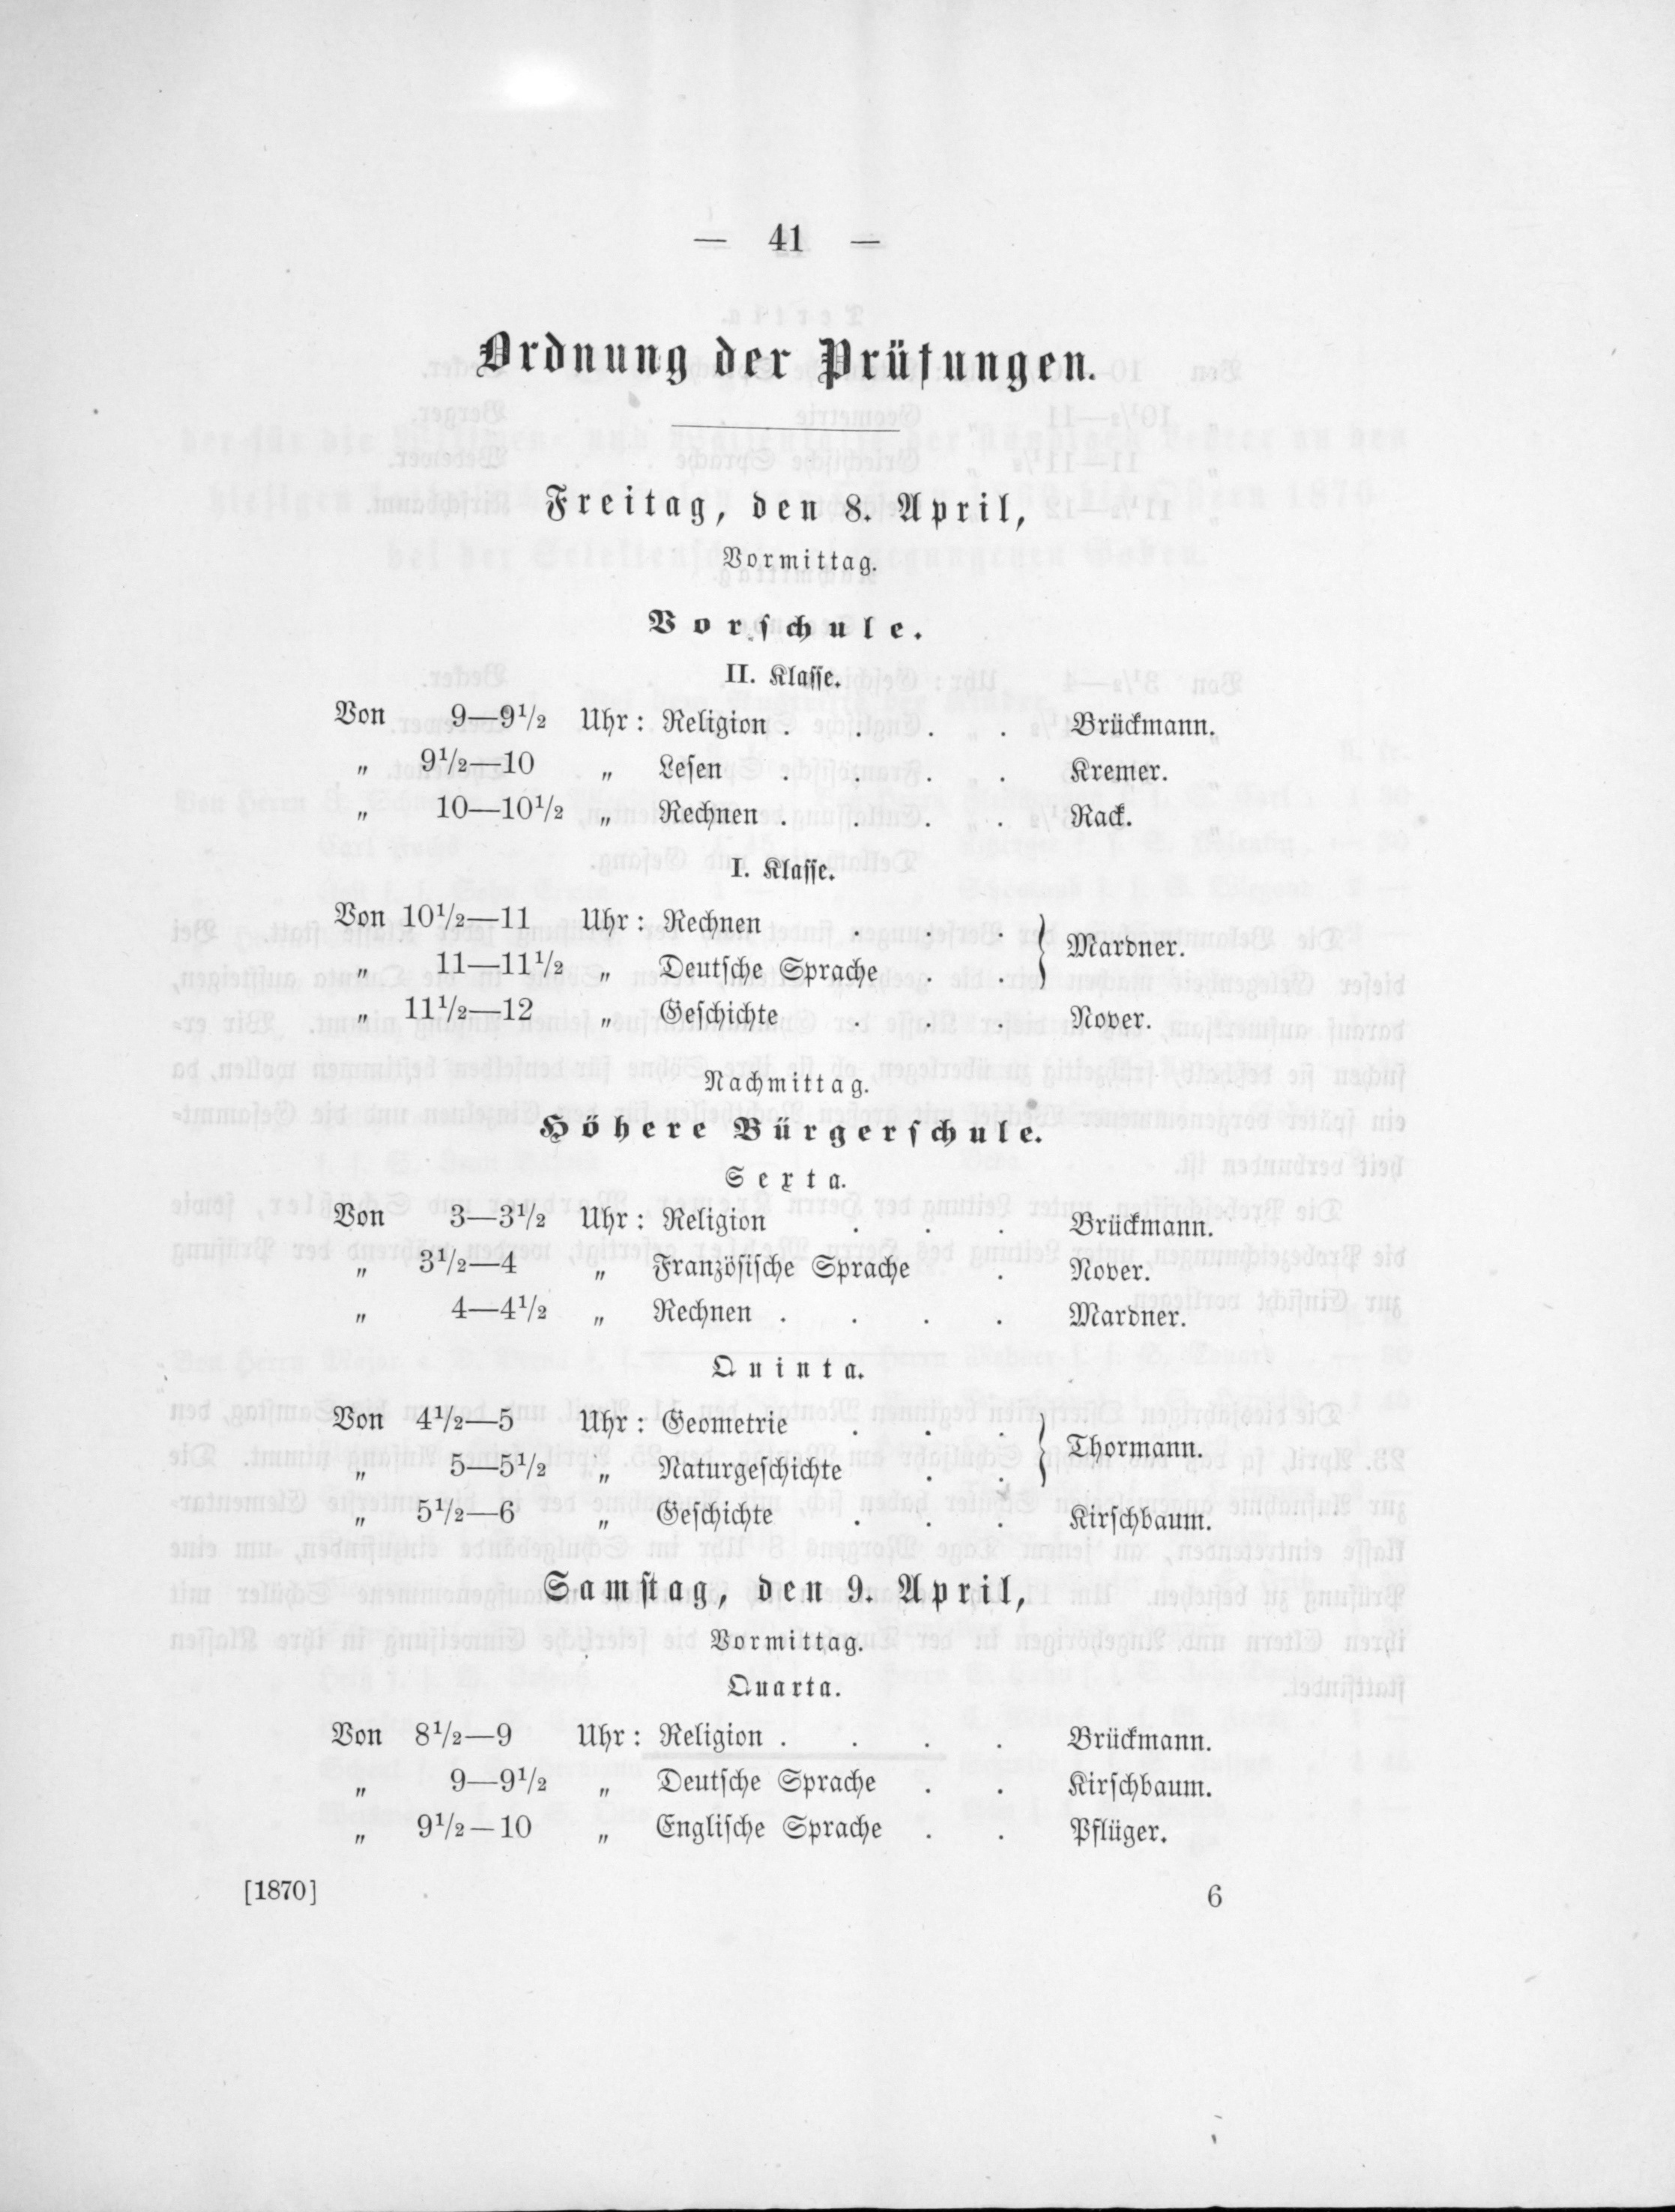 — 41 —
Ordnung der Prüfungen.
Freitag, den 8. April,
Vormittag.
Vorschule.
II. Klasse.
Von 9—9½ Uhr: Religion . . . . Brückmann.
„ 9½—10 „ Lesen . . . . Kremer.
„ 10—10½ „ Rechnen . . . . Rack.
I. Klasse.
Von 10½—11 Uhr: Rechnen . . . } Mardner.
„ 11—11½ „ Deutsche Sprache . . }
„ 11½—12 „ Geschichte . . . Nover.
Nachmittag.
Höhere Bürgerschule.
Sexta.
Von 3—3½ Uhr: Religion . . . Brückmann.
„ 3½—4 „ Französische Sprache . Nover.
„ 4—4½ „ Rechnen . . . . Mardner.
Quinta.
Von 4½—5 Uhr: Geometrie . . . } Thormann.
„ 5—5½ „ Naturgeschichte . . }
„ 5½—6 „ Geschichte . . . Kirschbaum.
Samstag, den 9. April,
Vormittag.
Quarta.
Von 8½—9 Uhr: Religion . . . . Brückmann.
„ 9—9½ „ Deutsche Sprache . . Kirschbaum.
„ 9½—10 „ Englische Sprache . . Pflüger.
[1870] 6